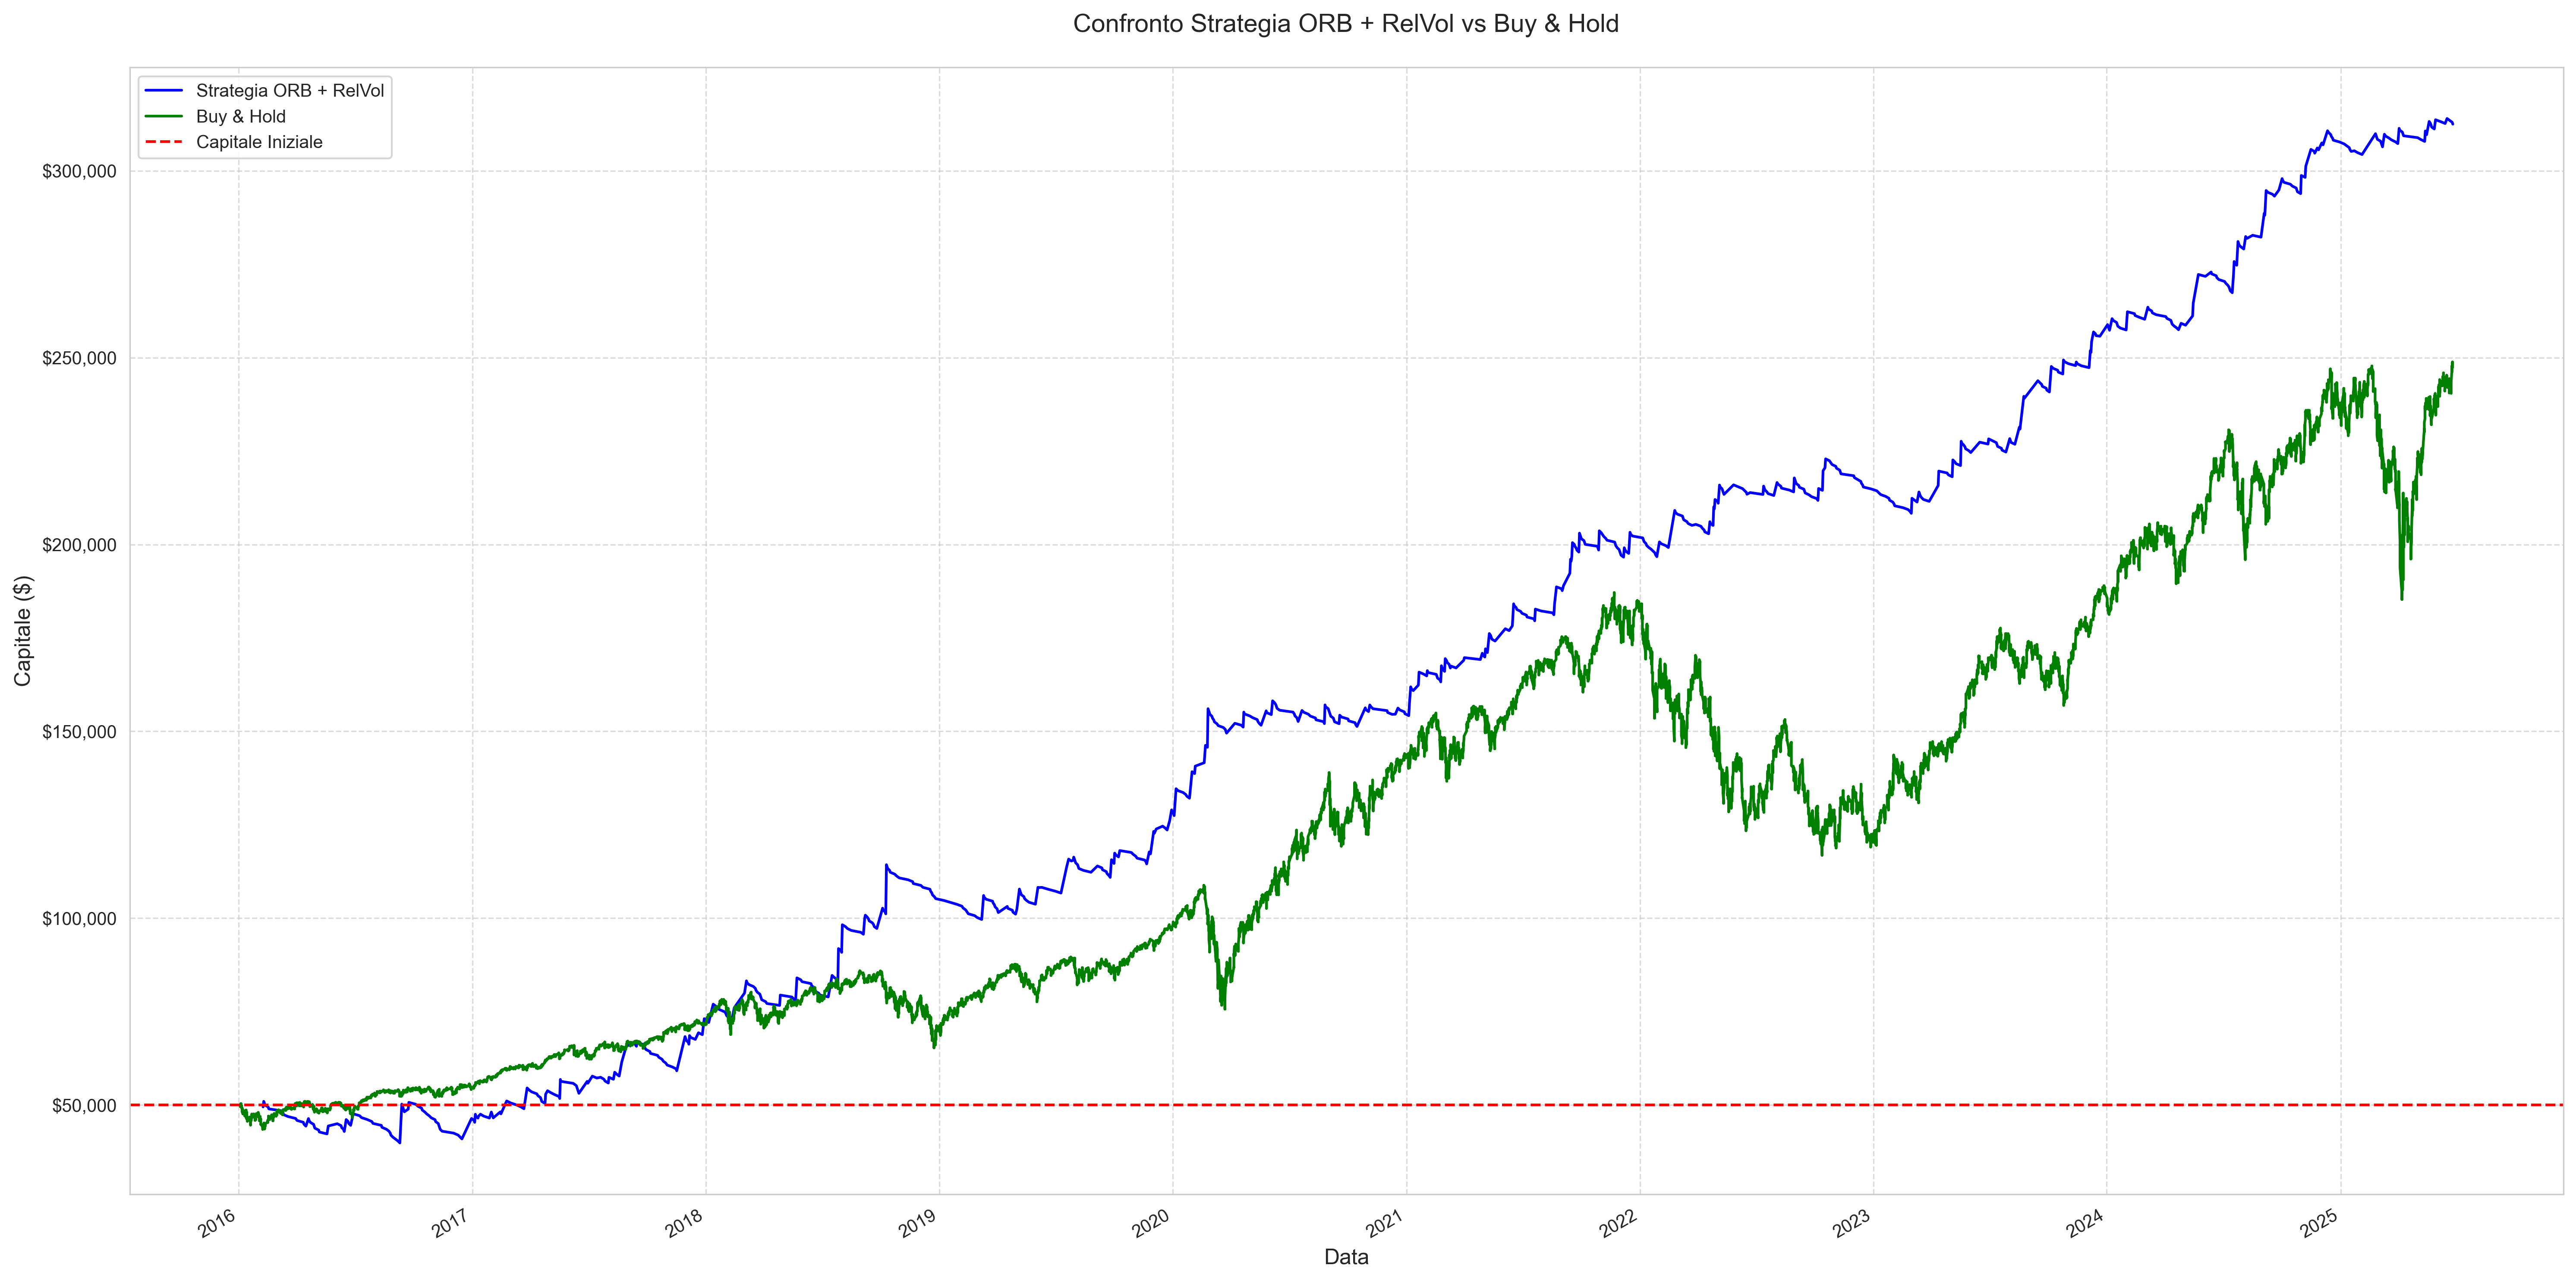 Confronto Strategia ORB + RelVol vs Buy & Hold
Strategia ORB + RelVol
Buy & Hold
Capitale Iniziale
$300,000
$250,000
$200,000
$150,000
$100,000
$50,000
Capitale ($)
2016
2017
2018
2019
2020
2021
2022
2023
2024
2025
Data